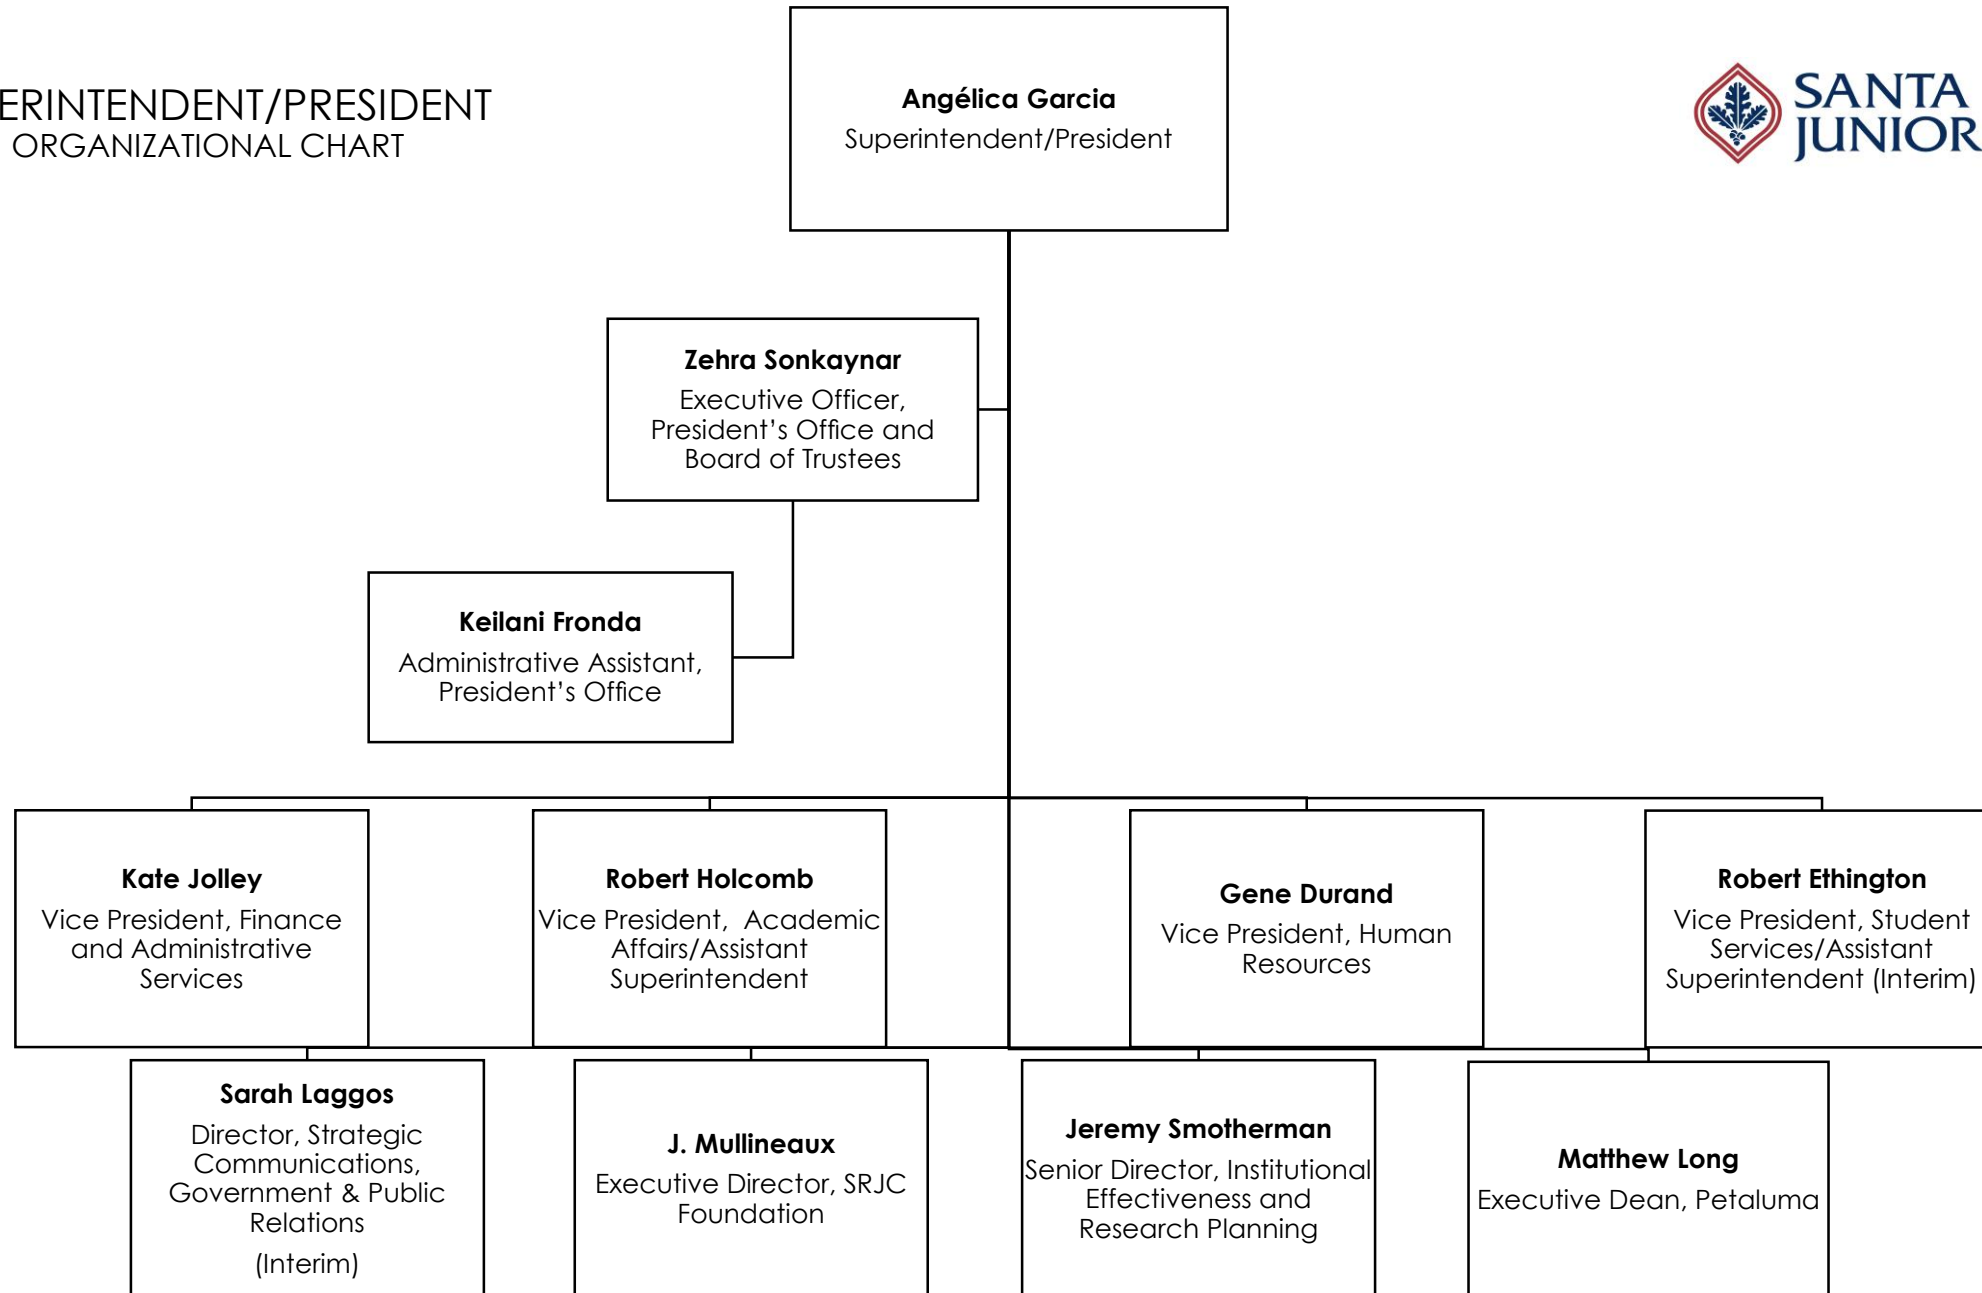 ERINTENDENT/PRESIDENT
ORGANIZATIONAL CHART
SANTA
JUNIOR
Angélica Garcia
Superintendent/President
Zehra Sonkaynar
Executive Officer,
President’s Office and
Board of Trustees
Keilani Fronda
Administrative Assistant,
President’s Office
Kate Jolley
Vice President, Finance
and Administrative
Services
Robert Holcomb
Vice President, Academic
Affairs/Assistant
Superintendent
Gene Durand
Vice President, Human
Resources
Robert Ethington
Vice President, Student
Services/Assistant
Superintendent (Interim)
Sarah Laggos
Director, Strategic
Communications,
Government & Public
Relations
(Interim)
J. Mullineaux
Executive Director, SRJC
Foundation
Jeremy Smotherman
Senior Director, Institutional
Effectiveness and
Research Planning
Matthew Long
Executive Dean, Petaluma